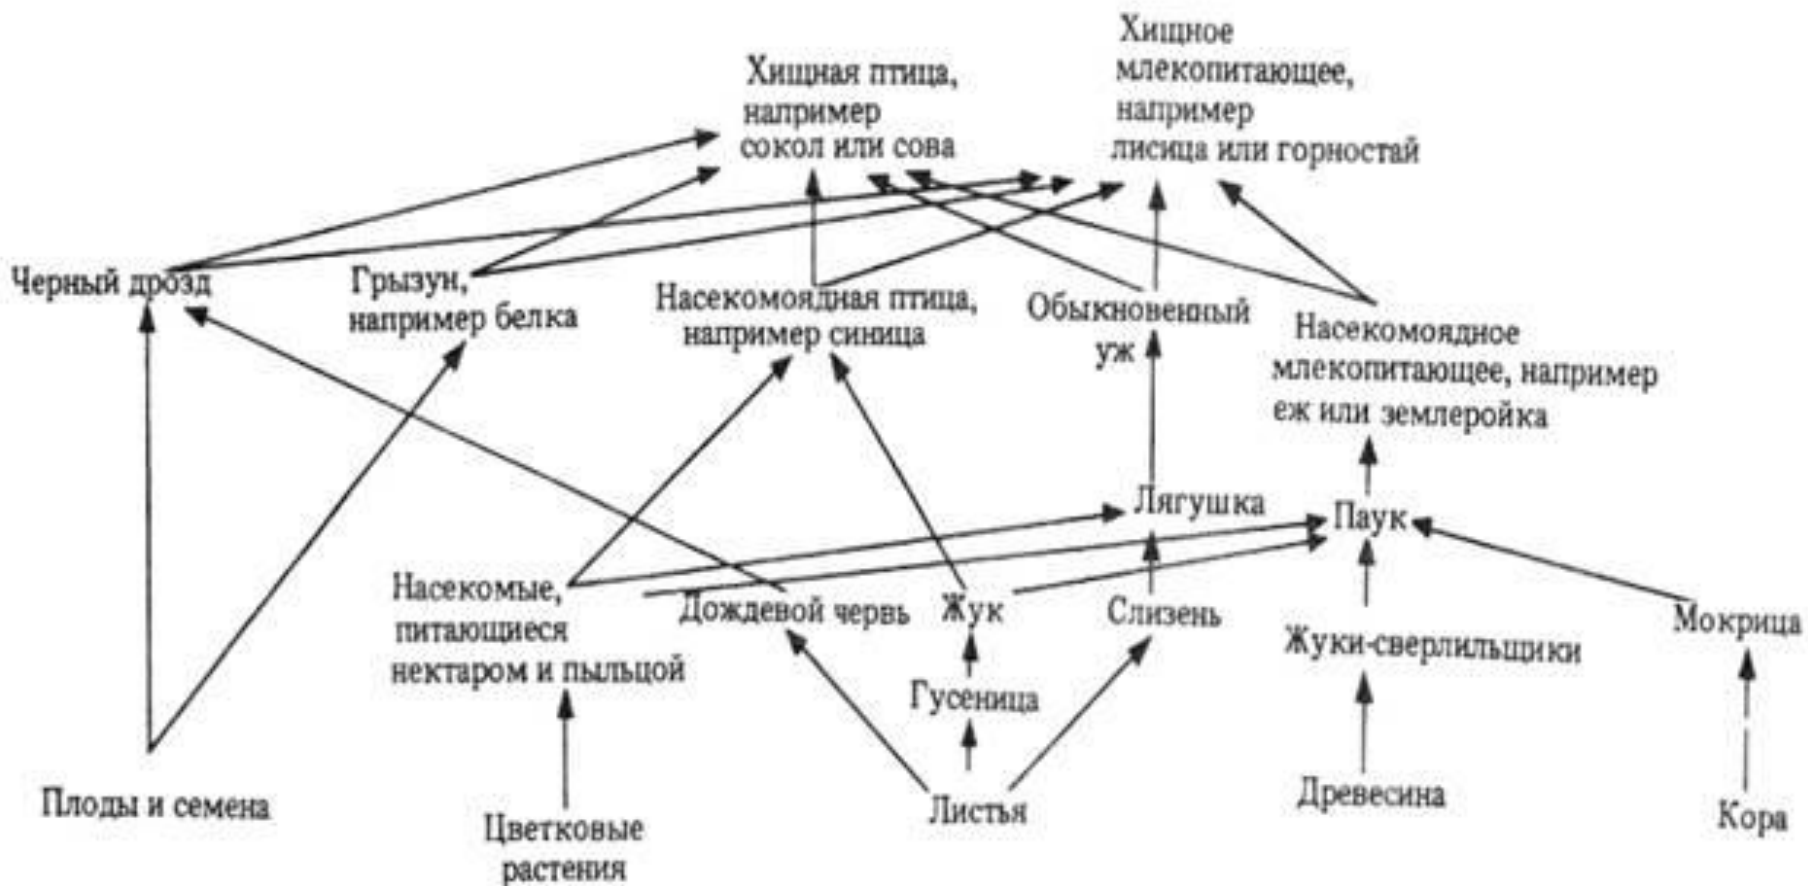 Хищная птица,
например
сокол или сова
Хищное
млекопитающее,
например
лисица или горностай
Черный дрозд
Грызун,
например белка
Насекомоядная птица,
например синица
Обыкновенный
уж
Насекомоядное
млекопитающее, например
еж или землеройка
Лягушка
Паук
Насекомые,
питающиеся
нектаром и пыльцой
Дождевой червь
Жук
Слизень
Жуки-сверлильщики
Мокрица
Гусеница
Плоды и семена
Цветковые
растения
Листья
Древесина
Кора